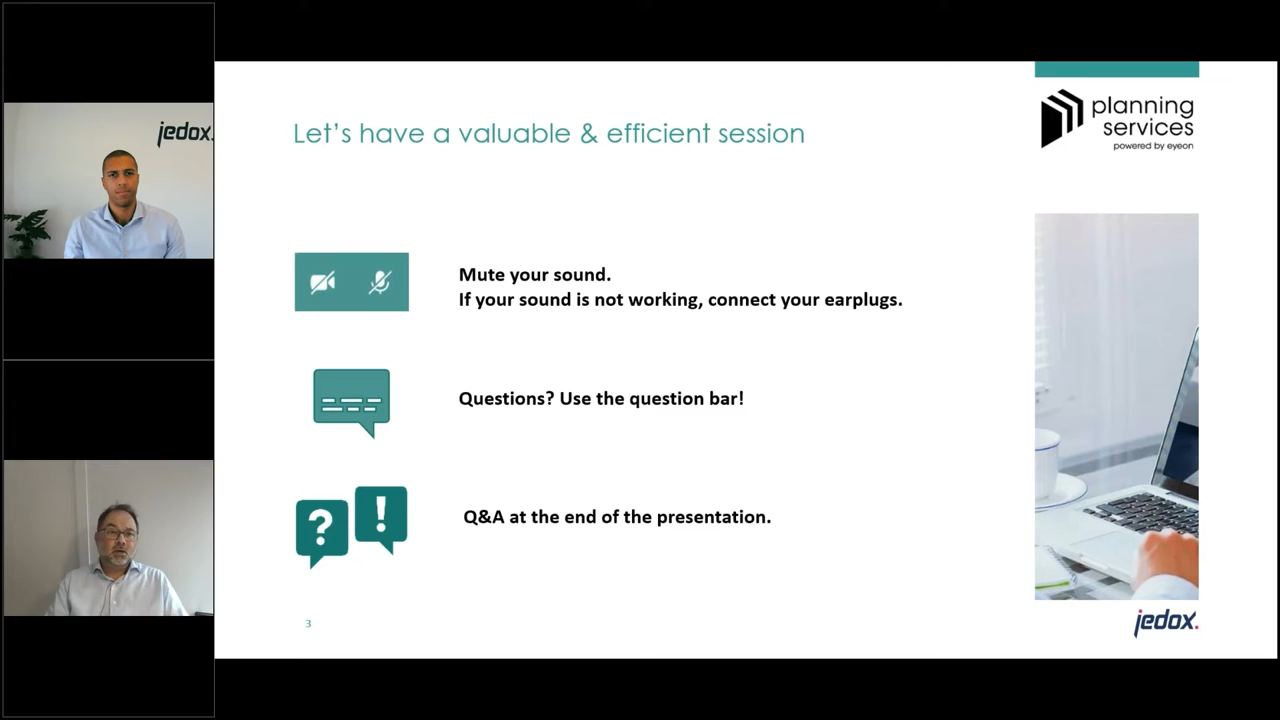 jedox.
Let's have a valuable & efficient session
planning
services
powered by eyeon
Mute your sound.
If your sound is not working, connect your earplugs.
Questions? Use the question bar!
?
!
Q&A at the end of the presentation.
3
jedox.